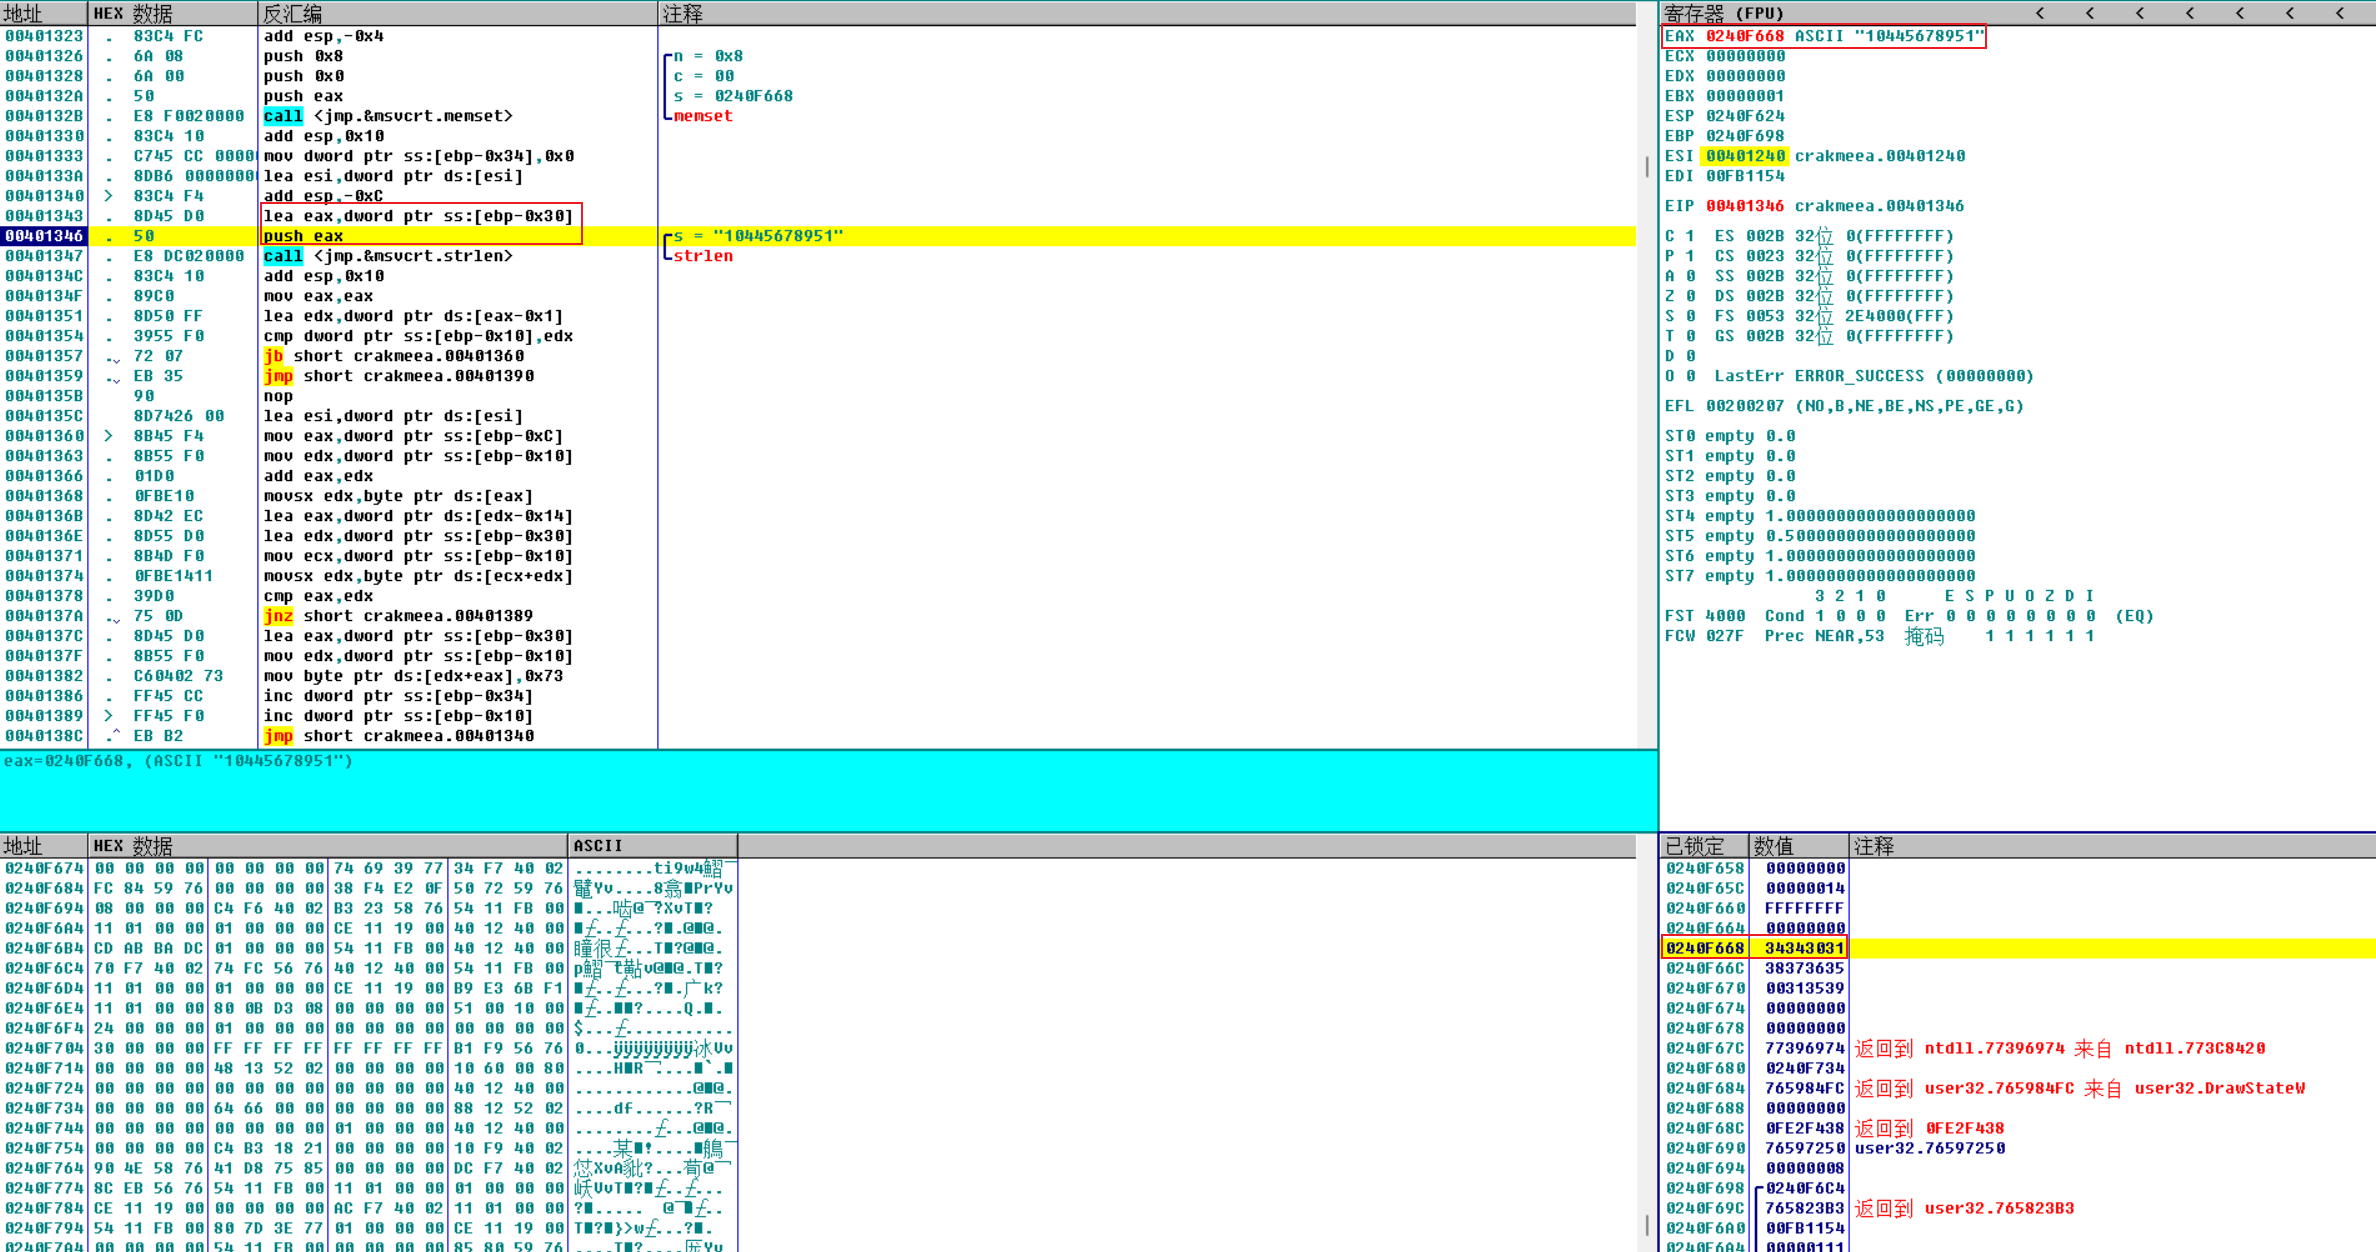 地址 HEX 数据 反汇编 注释
00401323 . 83C4 FC add esp,-0x4
00401326 . 6A 08 push 0x8 n = 0x8
00401328 . 6A 00 push 0x0 c = 00
0040132A . 50 push eax s = 0240F668
0040132B . E8 F0020000 call <jmp.&msvcrt.memset> memset
00401330 . 83C4 10 add esp,0x10
00401333 . C745 CC 0000 mov dword ptr ss:[ebp-0x34],0x0
0040133A . 8DB6 0000000 lea esi,dword ptr ds:[esi]
00401340 > 83C4 F4 add esp,-0xC
00401343 . 8D45 D0 lea eax,dword ptr ss:[ebp-0x30]
00401346 . 50 push eax s = "10445678951"
00401347 . E8 DC020000 call <jmp.&msvcrt.strlen> strlen
0040134C . 83C4 10 add esp,0x10
0040134F . 89C0 mov eax,eax
00401351 . 8D50 FF lea edx,dword ptr ds:[eax-0x1]
00401354 . 3955 F0 cmp dword ptr ss:[ebp-0x10],edx
00401357 . 72 07 jb short crakmeea.00401360
00401359 . EB 35 jmp short crakmeea.00401390
0040135B 90 nop
0040135C 8D7426 00 lea esi,dword ptr ds:[esi]
00401360 > 8B45 F4 mov eax,dword ptr ss:[ebp-0xC]
00401363 . 8B55 F0 mov edx,dword ptr ss:[ebp-0x10]
00401366 . 01D0 add eax,edx
00401368 . 0FBE10 movsx edx,byte ptr ds:[eax]
0040136B . 8D42 EC lea eax,dword ptr ds:[edx-0x14]
0040136E . 8D55 D0 lea edx,dword ptr ss:[ebp-0x30]
00401371 . 8B4D F0 mov ecx,dword ptr ss:[ebp-0x10]
00401374 . 0FBE1411 movsx edx,byte ptr ds:[ecx+edx]
00401378 . 39D0 cmp eax,edx
0040137A . 75 0D jnz short crakmeea.00401389
0040137C . 8D45 D0 lea eax,dword ptr ss:[ebp-0x30]
0040137F . 8B55 F0 mov edx,dword ptr ss:[ebp-0x10]
00401382 . C60402 73 mov byte ptr ds:[edx+eax],0x73
00401386 . FF45 CC inc dword ptr ss:[ebp-0x34]
00401389 > FF45 F0 inc dword ptr ss:[ebp-0x10]
0040138C .^ EB B2 jmp short crakmeea.00401340
eax=0240F668, (ASCII "10445678951")
寄存器 (FPU) < < < < < < <
EAX 0240F668 ASCII "10445678951"
ECX 00000000
EDX 00000000
EBX 00000001
ESP 0240F624
EBP 0240F698
ESI 00401240 crakmeea.00401240
EDI 00FB1154
EIP 00401346 crakmeea.00401346
C 1 ES 002B 32位 0(FFFFFFFF)
P 1 CS 0023 32位 0(FFFFFFFF)
A 0 SS 002B 32位 0(FFFFFFFF)
Z 0 DS 002B 32位 0(FFFFFFFF)
S 0 FS 0053 32位 2E4000(FFF)
T 0 GS 002B 32位 0(FFFFFFFF)
D 0
O 0 LastErr ERROR_SUCCESS (00000000)
EFL 00200207 (NO,B,NE,BE,NS,PE,GE,G)
ST0 empty 0.0
ST1 empty 0.0
ST2 empty 0.0
ST3 empty 0.0
ST4 empty 1.0000000000000000000
ST5 empty 0.5000000000000000000
ST6 empty 1.0000000000000000000
ST7 empty 1.0000000000000000000
3 2 1 0 E S P U O Z D I
FST 4000 Cond 1 0 0 0 Err 0 0 0 0 0 0 0 0 (EQ)
FCW 027F Prec NEAR,53 掩码 1 1 1 1 1 1
地址 HEX 数据 ASCII
0240F674 00 00 00 00 00 00 00 00 74 69 39 77 34 F7 40 02 ........ti9w4
0240F684 FC 84 59 76 00 00 00 00 38 F4 E2 0F 50 72 59 76
0240F694 08 00 00 00 C4 F6 40 02 B3 23 58 76 54 11 FB 00
0240F6A4 11 01 00 00 01 00 00 00 CE 11 19 00 40 12 40 00
0240F6B4 CD AB BA DC 01 00 00 00 54 11 FB 00 40 12 40 00
0240F6C4 70 F7 40 02 74 FC 56 76 40 12 40 00 54 11 FB 00
0240F6D4 11 01 00 00 01 00 00 00 CE 11 19 00 B9 E3 6B F1
0240F6E4 11 01 00 00 80 0B D3 08 00 00 00 00 51 00 10 00
0240F6F4 24 00 00 00 01 00 00 00 00 00 00 00 00 00 00 00
0240F704 30 00 00 00 FF FF FF FF FF FF FF FF B1 F9 56 76 0...ÿÿÿÿÿÿÿÿ冰Vv
0240F714 00 00 00 00 48 13 52 02 00 00 00 00 10 60 00 80
0240F724 00 00 00 00 00 00 00 00 00 00 00 00 40 12 40 00
0240F734 00 00 00 00 64 66 00 00 00 00 00 00 88 12 52 02 ....df......?R
0240F744 00 00 00 00 00 00 00 00 01 00 00 00 40 12 40 00
0240F754 00 00 00 00 C4 B3 18 21 00 00 00 00 10 F9 40 02
0240F764 90 4E 58 76 41 D8 75 85 00 00 00 00 DC F7 40 02
0240F774 8C EB 56 76 54 11 FB 00 11 01 00 00 01 00 00 00
0240F784 CE 11 19 00 00 00 00 00 AC F7 40 02 11 01 00 00
0240F794 54 11 FB 00 80 7D 3E 77 01 00 00 00 CE 11 19 00
0240F7A4 00 00 00 00 54 11 FB 00 00 00 00 00 85 80 59 76
已锁定 数值 注释
0240F658 00000000
0240F65C 00000014
0240F660 FFFFFFFF
0240F664 00000000
0240F668 34343031
0240F66C 38373635
0240F670 00313539
0240F674 00000000
0240F678 00000000
0240F67C 77396974 返回到 ntdll.77396974 来自 ntdll.773C8420
0240F680 0240F734
0240F684 765984FC 返回到 user32.765984FC 来自 user32.DrawStateW
0240F688 00000000
0240F68C 0FE2F438 返回到 0FE2F438
0240F690 76597250 user32.76597250
0240F694 00000008
0240F698 0240F6C4
0240F69C 765823B3 返回到 user32.765823B3
0240F6A0 00FB1154
0240F6A4 00000111